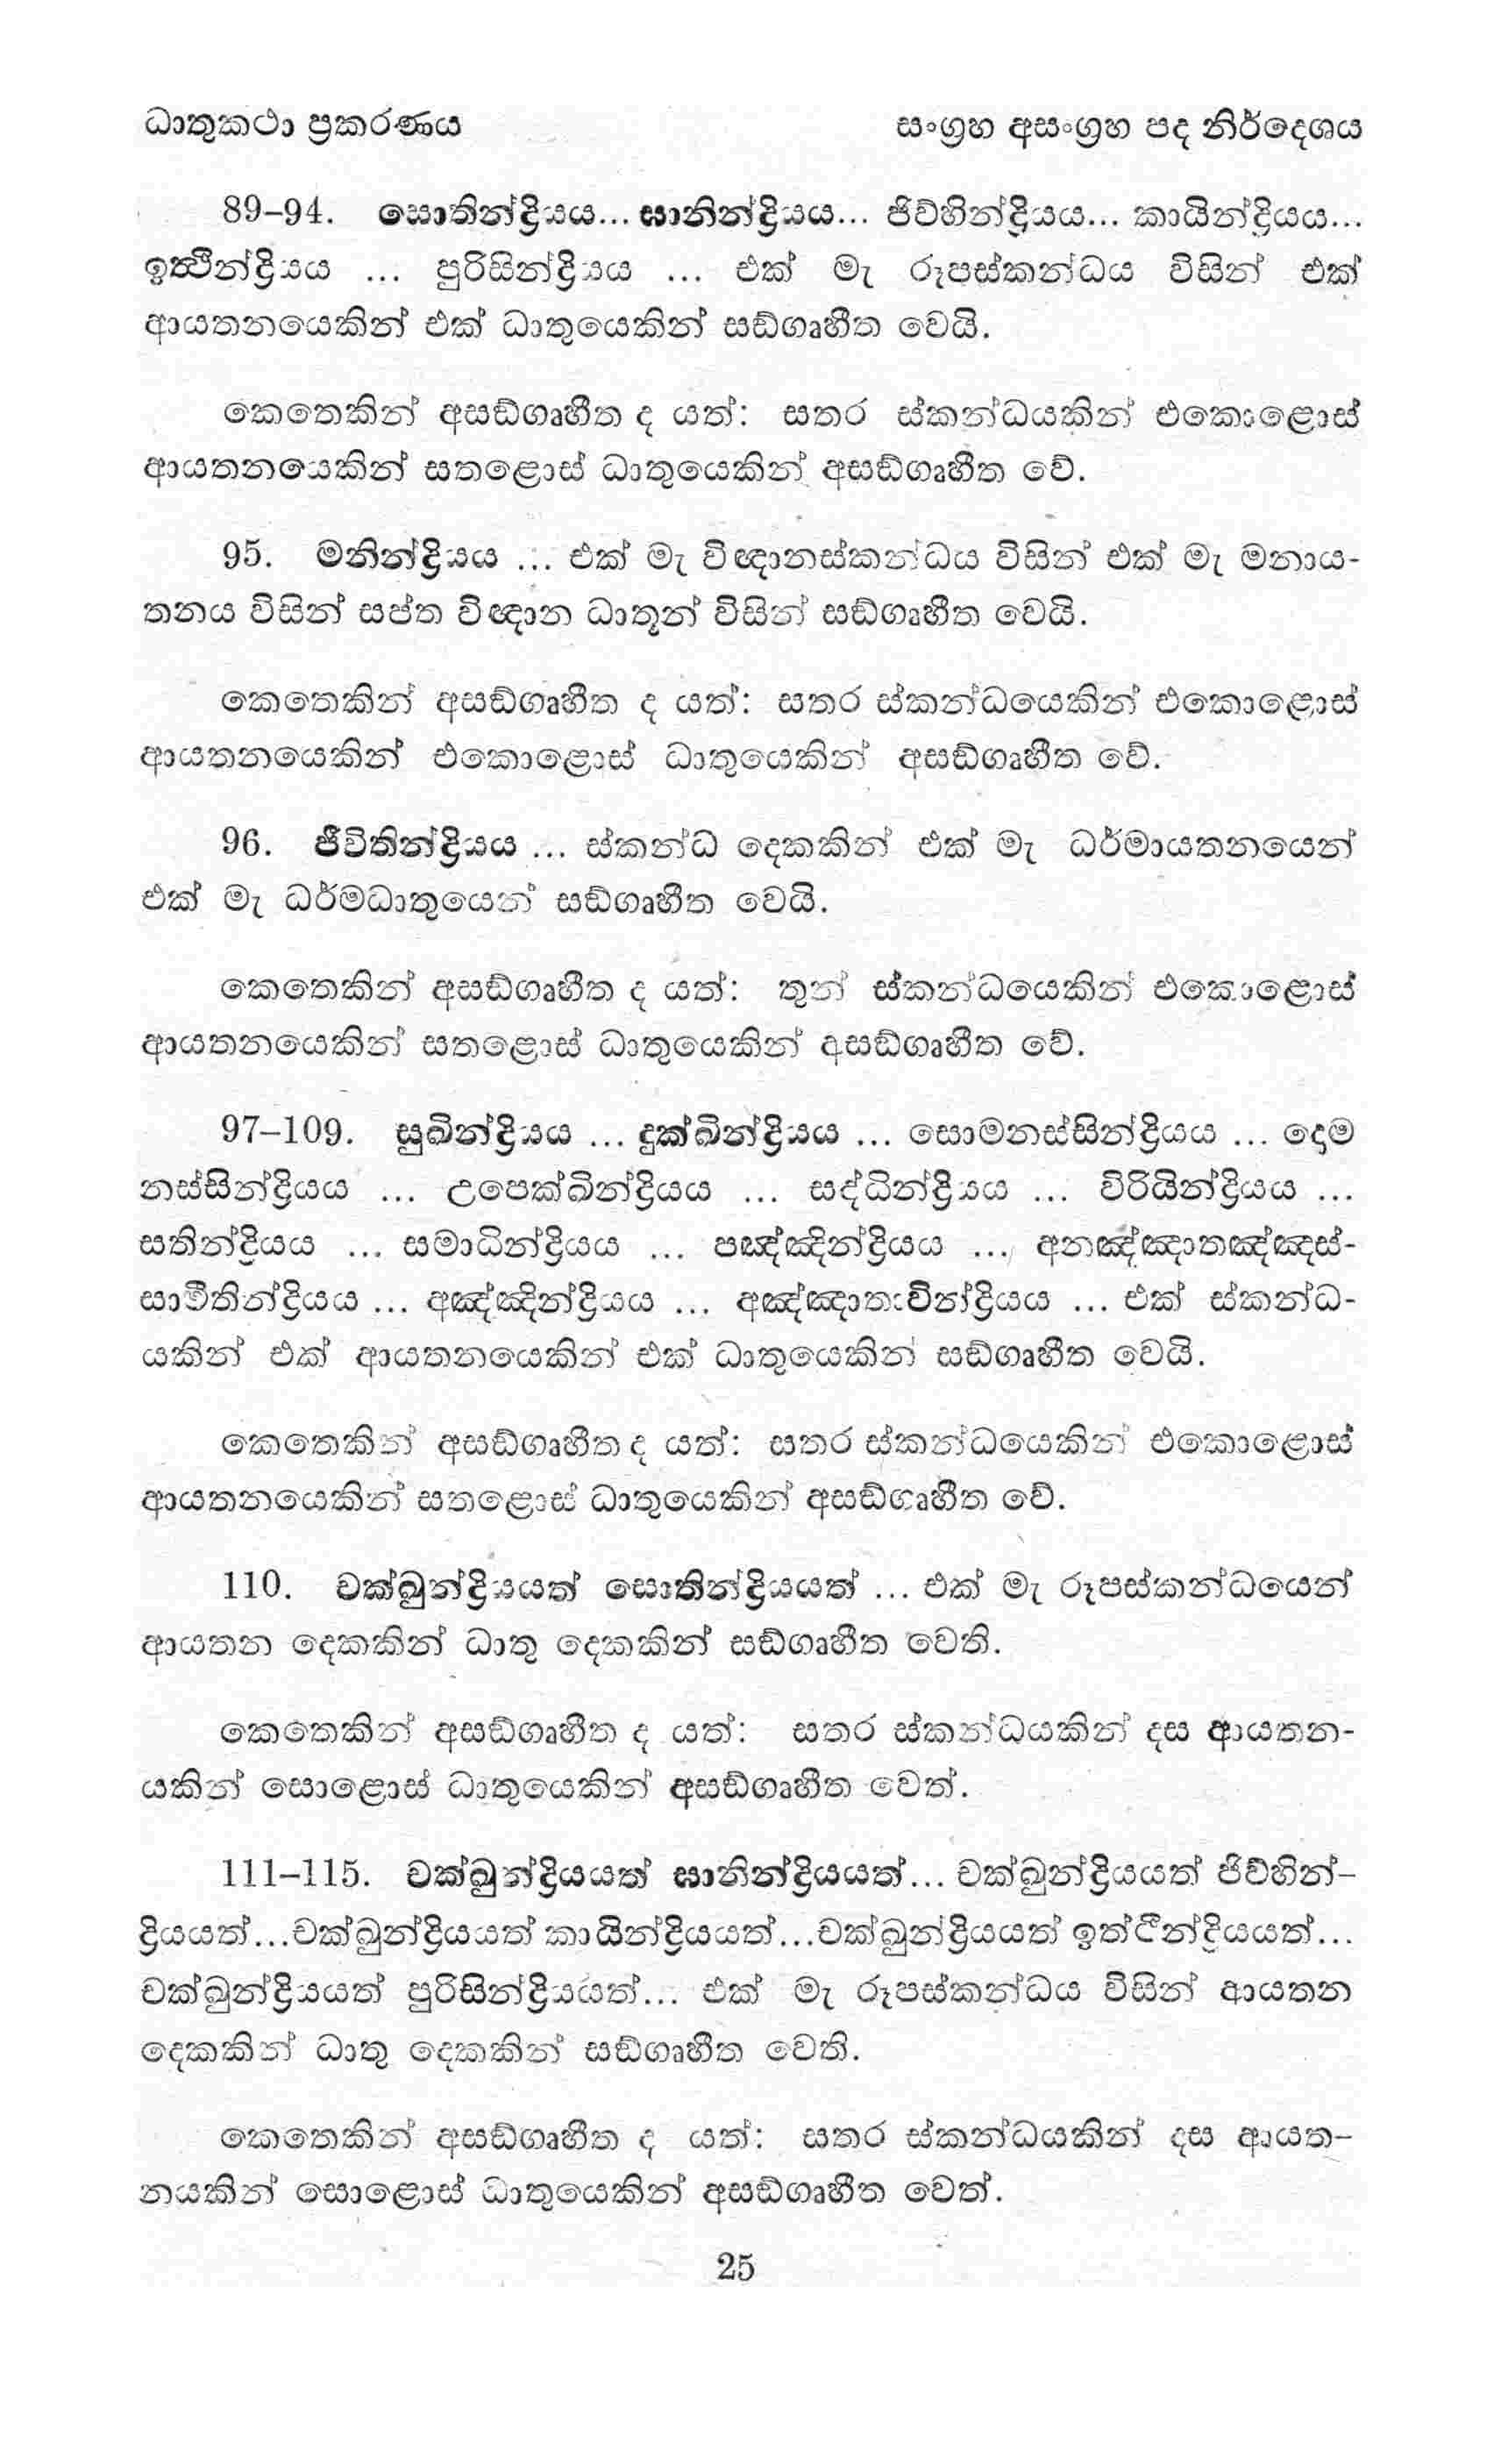 ධාතුකථා ප්‍රකරණය සංග්‍රහ අසංග්‍රහ පද නිර්දෙශය
89–94. සොතින්ද්‍රියය... ඝානින්ද්‍රියය... ජිව්හින්ද්‍රියය... කායින්ද්‍රියය...
ඉත්‍ථින්ද්‍රියය ... පුරිසින්ද්‍රියය ... එක් මැ රූපස්කන්ධය විසින් එක්
ආයතනයෙකින් එක් ධාතුයෙකින් සඞ්ගෘහීත වෙයි.
කෙතෙකින් අසඞ්ගෘහීත ද යත්: සතර ස්කන්ධයකින් එකොළොස්
ආයතනයෙකින් සතළොස් ධාතුයෙකින් අසඞ්ගෘහීත වේ.
95. මනින්ද්‍රියය ... එක් මැ විඥානස්කන්ධය විසින් එක් මැ මනාය-
තනය විසින් සප්ත විඥාන ධාතූන් විසින් සඞ්ගෘහීත වෙයි.
කෙතෙකින් අසඞ්ගෘහීත ද යත්: සතර ස්කන්ධයෙකින් එකොළොස්
ආයතනයෙකින් එකොළොස් ධාතුයෙකින් අසඞ්ගෘහීත වේ.
96. ජීවිතින්ද්‍රියය ... ස්කන්ධ දෙකකින් එක් මැ ධර්මායතනයෙන්
එක් මැ ධර්මධාතුයෙන් සඞ්ගෘහීත වෙයි.
කෙතෙකින් අසඞ්ගෘහීත ද යත්: තුන් ස්කන්ධයෙකින් එකොළොස්
ආයතනයෙකින් සතළොස් ධාතුයෙකින් අසඞ්ගෘහීත වේ.
97–109. සුඛින්ද්‍රියය ... දුක්ඛින්ද්‍රියය ... සොමනස්සින්ද්‍රියය ... දොම
නස්සින්ද්‍රියය ... උපෙක්ඛින්ද්‍රියය ... සද්ධින්ද්‍රියය ... විරියින්ද්‍රියය ...
සතින්ද්‍රියය ... සමාධින්ද්‍රියය ... පඤ්ඤින්ද්‍රියය ... අනඤ්ඤාතඤ්ඤස්-
සාමීතින්ද්‍රියය ... අඤ්ඤින්ද්‍රියය ... අඤ්ඤාතාවින්ද්‍රියය ... එක් ස්කන්ධ-
යකින් එක් ආයතනයෙකින් එක් ධාතුයෙකින් සඞ්ගෘහීත වෙයි.
කෙතෙකින් අසඞ්ගෘහීත ද යත්: සතර ස්කන්ධයෙකින් එකොළොස්
ආයතනයෙකින් සතළොස් ධාතුයෙකින් අසඞ්ගෘහීත වේ.
110. චක්ඛුන්ද්‍රියයත් සොතින්ද්‍රියයත් ... එක් මැ රූපස්කන්ධයෙන්
ආයතන දෙකකින් ධාතු දෙකකින් සඞ්ගෘහීත වෙති.
කෙතෙකින් අසඞ්ගෘහීත ද යත්: සතර ස්කන්ධයකින් දස ආයතන-
යකින් සොළොස් ධාතුයෙකින් අසඞ්ගෘහීත වෙත්.
111–115. චක්ඛුන්ද්‍රියයත් ඝානින්ද්‍රියයත්... චක්ඛුන්ද්‍රියයත් ජිව්හින්-
ද්‍රියයත්...චක්ඛුන්ද්‍රියයත් කායින්ද්‍රියයත්...චක්ඛුන්ද්‍රියයත් ඉත්ථින්ද්‍රියයත්...
චක්ඛුන්ද්‍රියයත් පුරිසින්ද්‍රියයත්... එක් මැ රූපස්කන්ධය විසින් ආයතන
දෙකකින් ධාතු දෙකකින් සඞ්ගෘහීත වෙති.
කෙතෙකින් අසඞ්ගෘහීත ද යත්: සතර ස්කන්ධයකින් දස ආයත-
නයකින් සොළොස් ධාතුයෙකින් අසඞ්ගෘහීත වෙත්.
25